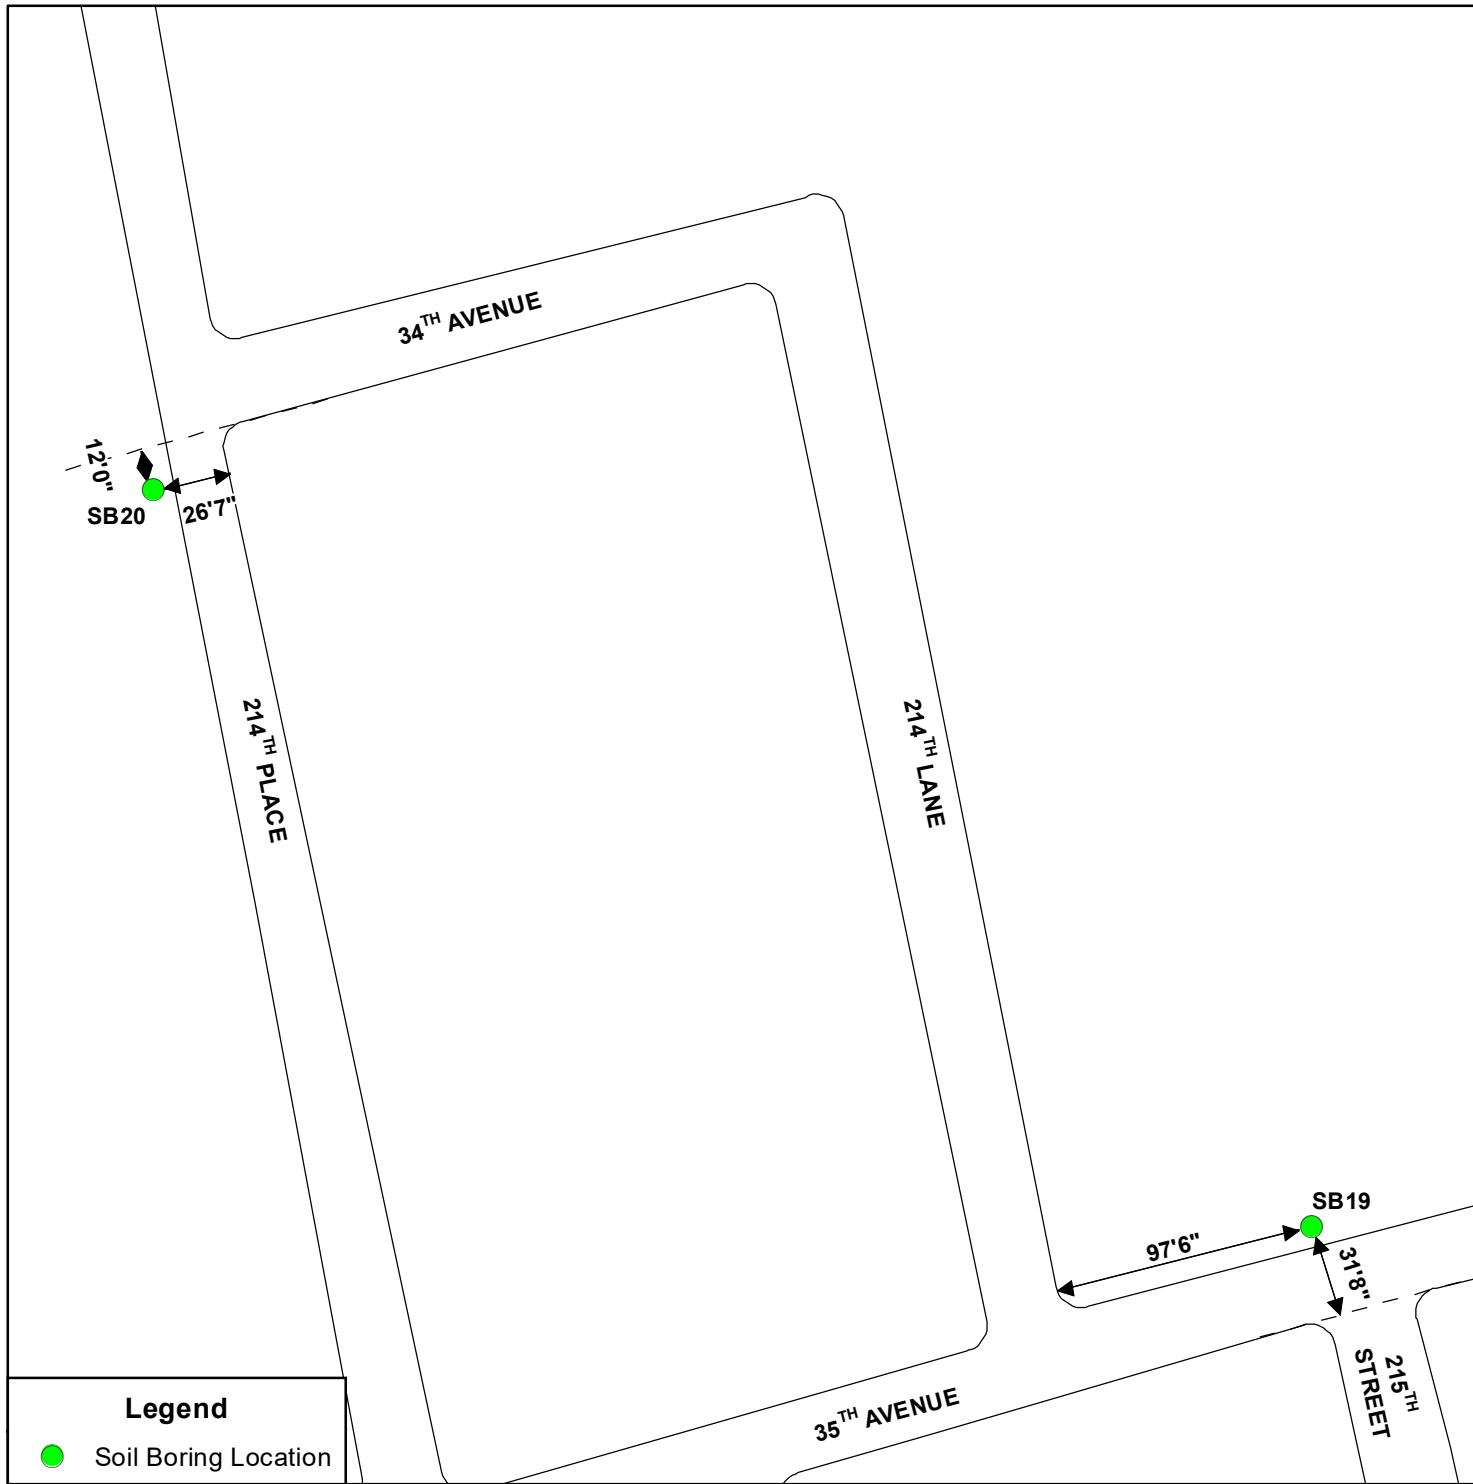 34TH AVENUE
12'0"
SB20
26'7"
214TH PLACE
214TH LANE
SB19
97'6"
31'8"
215TH
STREET
35TH AVENUE
Legend
Soil Boring Location